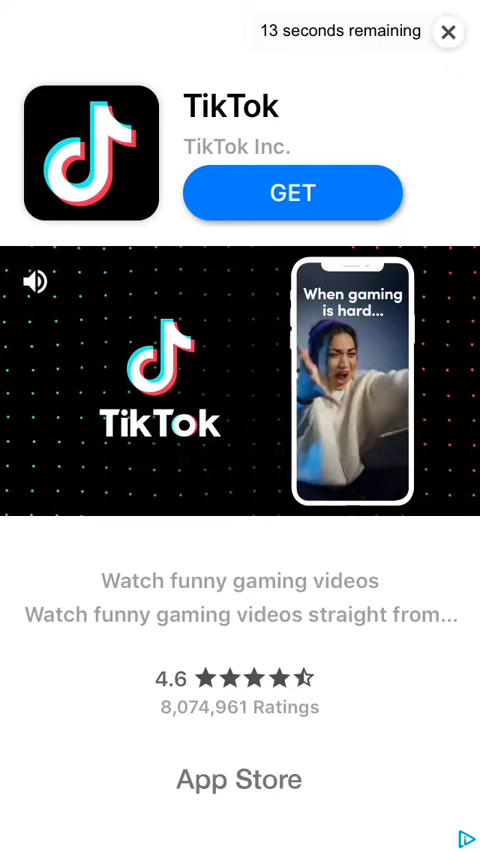 13 seconds remaining
TikTok
TikTok Inc.
GET
When gaming
is hard...
TikTok
Watch funny gaming videos
Watch funny gaming videos straight from...
4.6
8,074,961 Ratings
App Store